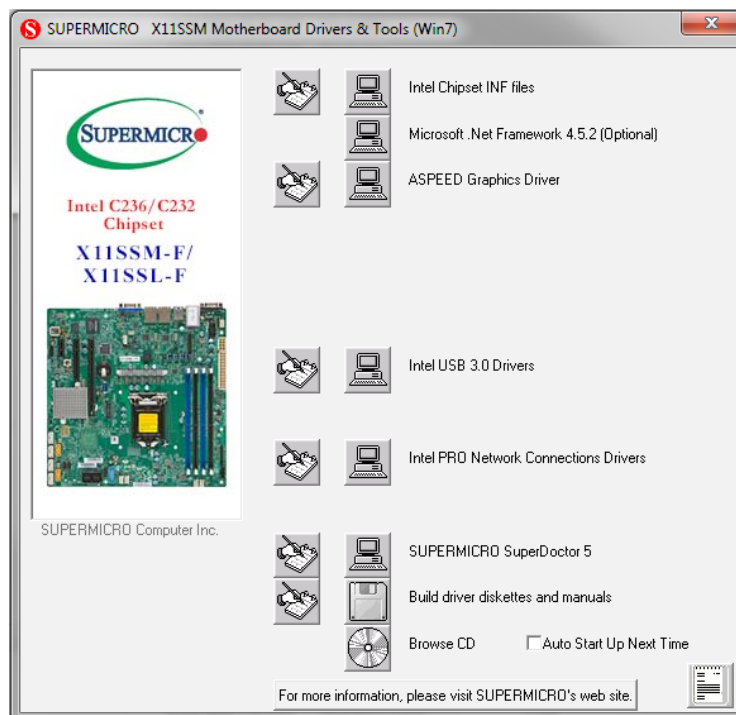 SUPERMICRO X11SSM Motherboard Drivers & Tools (Win7)
SUPERMICR
Intel C236/C232
Chipset
X11SSM-F/
X11SSL-F
SUPERMICRO Computer Inc.
Intel Chipset INF files
Microsoft .Net Framework 4.5.2 (Optional)
ASPEED Graphics Driver
Intel USB 3.0 Drivers
Intel PRO Network Connections Drivers
SUPERMICRO SuperDoctor 5
Build driver diskettes and manuals
Browse CD
Auto Start Up Next Time
For more information, please visit SUPERMICRO's web site.